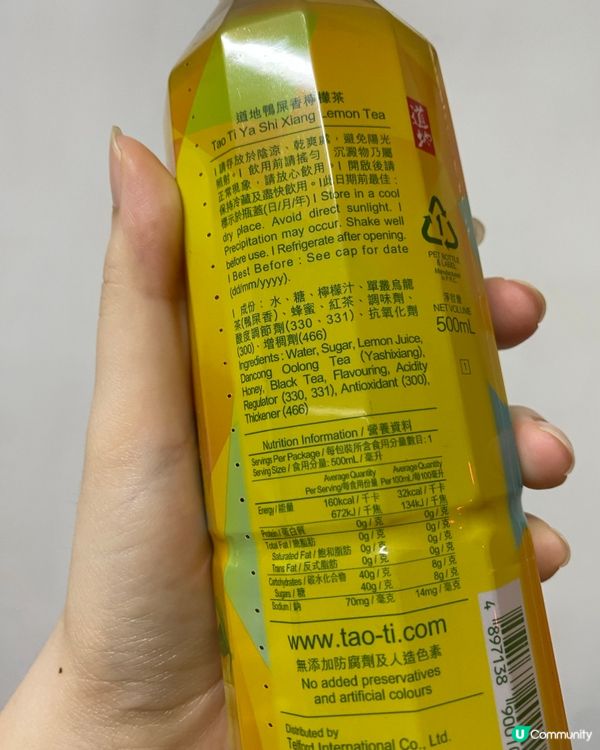 道地鴨屎香檸檬茶
Tao Ti Ya Shi Xiang Lemon Tea
道地
| 請存放於陰涼、乾爽處，避免陽光
照射。| 飲用前請搖勻，沉澱物乃屬
正常現象，請放心飲用。| 開啟後請
保持冷藏及盡快飲用。| 此日期前最佳：
標示於瓶蓋(日/月/年) | Store in a cool
dry place. Avoid direct sunlight. |
Precipitation may occur. Shake well
before use. | Refrigerate after opening.
| Best Before : See cap for date
(dd/mm/yyyy).
1
PET BOTTLE
& LABEL
Manufactured
in P.R.C.
淨容量
NET VOLUME
500mL
1
| 成份：水、糖、檸檬汁、單叢烏龍
茶(鴨屎香)、蜂蜜、紅茶、調味劑、
酸度調節劑(330、331)、抗氧化劑
(300)、增稠劑(466)
Ingredients : Water, Sugar, Lemon Juice,
Dancong Oolong Tea (Yashixiang),
Honey, Black Tea, Flavouring, Acidity
Regulator (330, 331), Antioxidant (300),
Thickener (466)
Nutrition Information / 營養資料
Servings Per Package / 每包裝所含食用分量數目: 1
Serving Size / 食用分量: 500mL / 毫升
Average Quantity Average Quantity
Per Serving/每食用份量 Per 100mL/每100毫升
Energy / 能量 160kcal / 千卡 32kcal / 千卡
672kJ / 千焦 134kJ / 千焦
Protein / 蛋白質 0g / 克 0g / 克
Total Fat / 總脂肪 0g / 克 0g / 克
Saturated Fat / 飽和脂肪 0g / 克 0g / 克
Trans Fat / 反式脂肪 0g / 克 0g / 克
Carbohydrates / 碳水化合物 40g / 克 8g / 克
Sugars / 糖 40g / 克 8g / 克
Sodium / 鈉 70mg / 毫克 14mg / 毫克
www.tao-ti.com
無添加防腐劑及人造色素
No added preservatives
and artificial colours
4 897138
Distributed by
Telford International Co., Ltd.
U Community